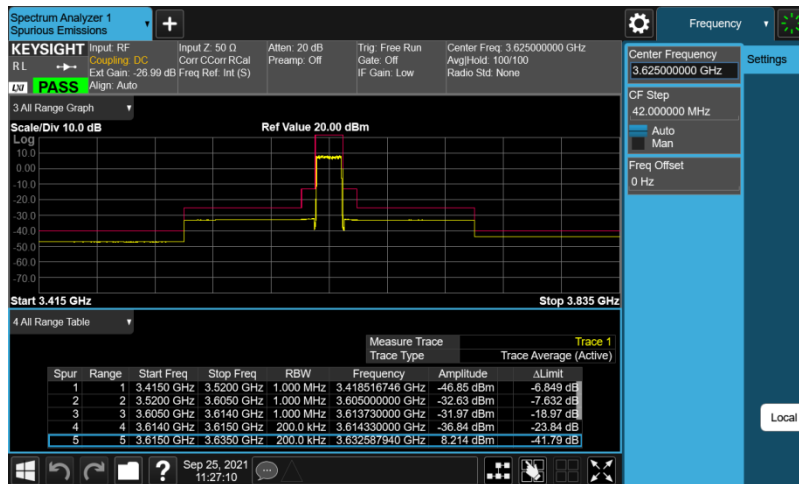 Spectrum Analyzer 1
Spurious Emissions
Frequency
KEYSIGHT
RL
LXI
PASS
Input: RF
Coupling: DC
Ext Gain: -26.99 dB
Align: Auto
Input Z: 50 Ω
Corr CCorr RCal
Freq Ref: Int (S)
Atten: 20 dB
Preamp: Off
Trig: Free Run
Gate: Off
IF Gain: Low
Center Freq: 3.625000000 GHz
Avg|Hold: 100/100
Radio Std: None
Center Frequency
3.625000000 GHz
Settings
CF Step
42.000000 MHz
Auto
Man
Freq Offset
0 Hz
Local
3 All Range Graph
Scale/Div 10.0 dB
Ref Value 20.00 dBm
Log
10.0
0.00
-10.0
-20.0
-30.0
-40.0
-50.0
-60.0
-70.0
Start 3.415 GHz
Stop 3.835 GHz
4 All Range Table
Measure Trace Trace 1
Trace Type Trace Average (Active)
Spur Range Start Freq Stop Freq RBW Frequency Amplitude ΔLimit
1 1 3.4150 GHz 3.5200 GHz 1.000 MHz 3.418516746 GHz -46.85 dBm -6.849 dB
2 2 3.5200 GHz 3.6050 GHz 1.000 MHz 3.605000000 GHz -32.63 dBm -7.632 dB
3 3 3.6050 GHz 3.6140 GHz 1.000 MHz 3.613730000 GHz -31.97 dBm -18.97 dB
4 4 3.6140 GHz 3.6150 GHz 200.0 kHz 3.614330000 GHz -36.84 dBm -23.84 dB
5 5 3.6150 GHz 3.6350 GHz 200.0 kHz 3.632587940 GHz 8.214 dBm -41.79 dB
Sep 25, 2021
11:27:10